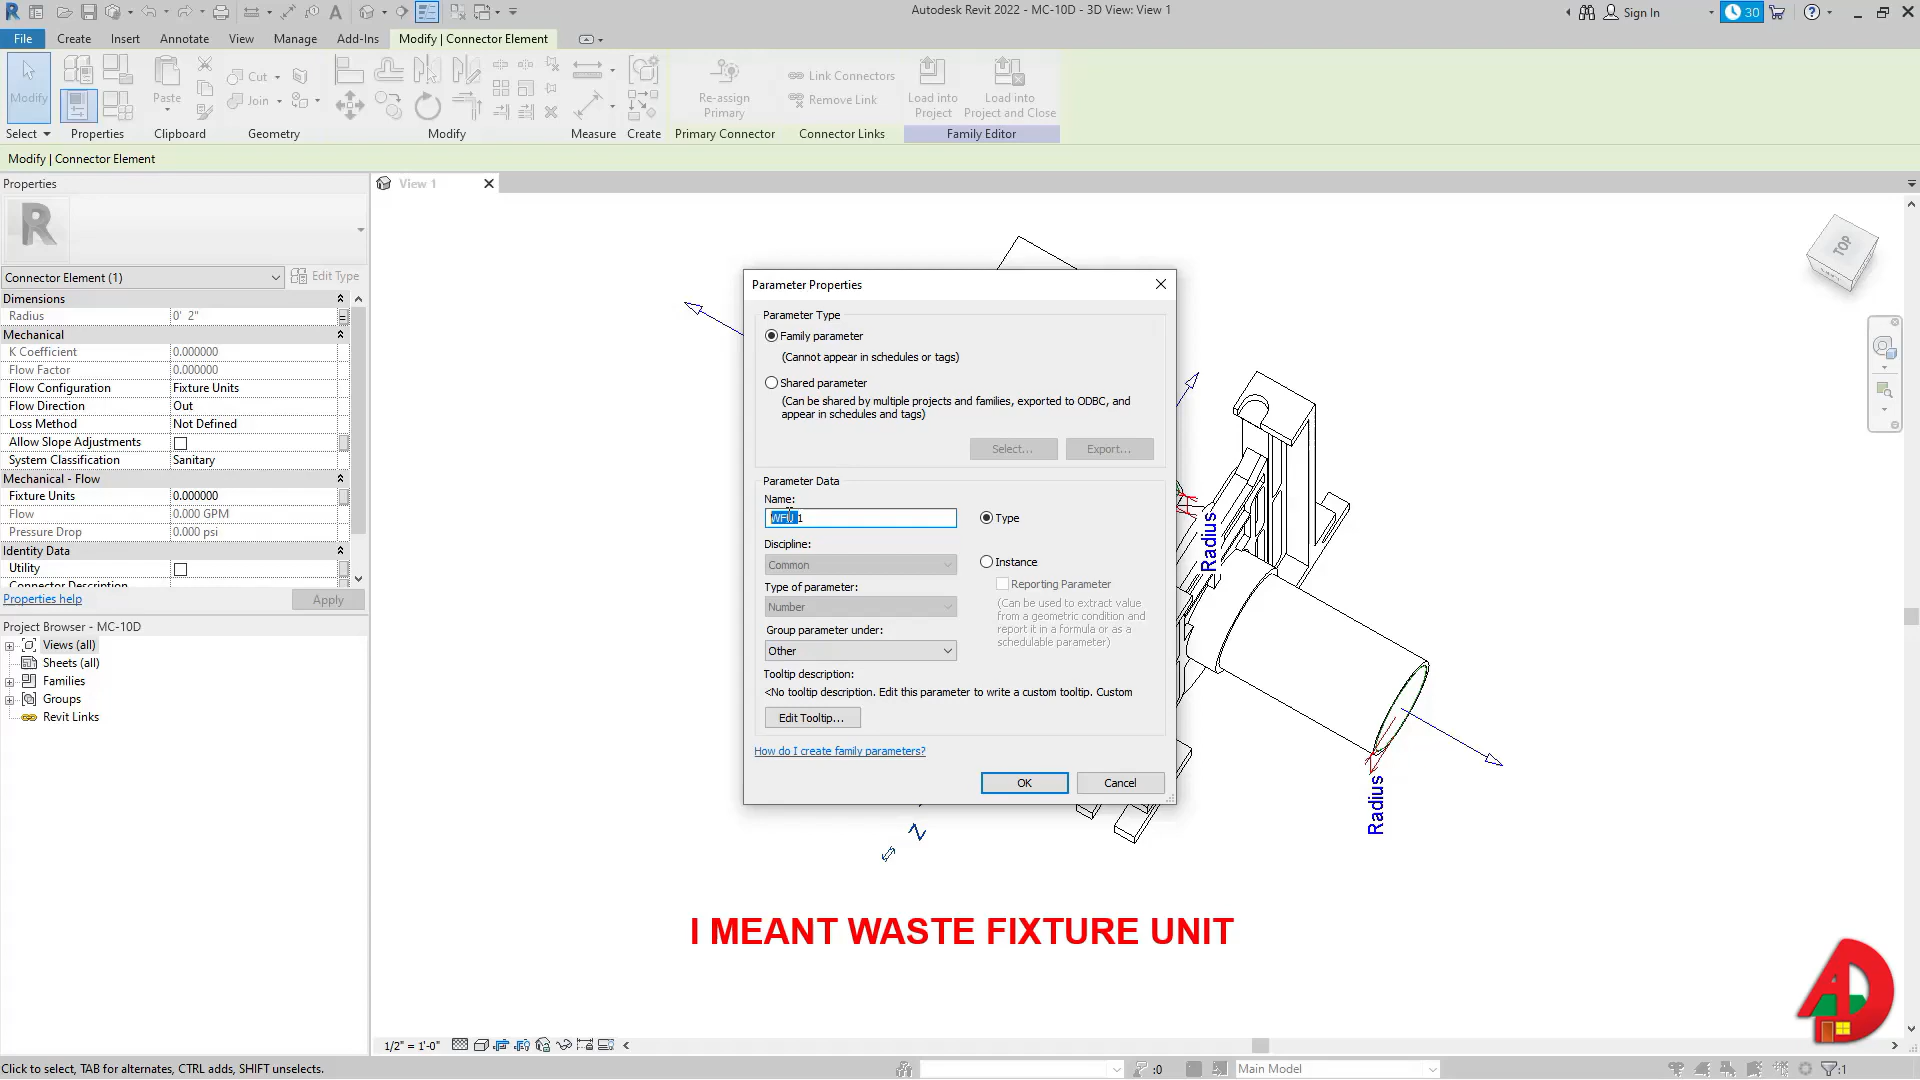 Autodesk Revit 2022 - MC-10D - 3D View: View 1
Sign In
30
File
Create
Insert
Annotate
View
Manage
Add-Ins
Modify | Connector Element
Modify
Paste
Cut
Join
Re-assign
Primary
Link Connectors
Remove Link
Load into
Project
Load into
Project and Close
Select
Properties
Clipboard
Geometry
Modify
Measure
Create
Primary Connector
Connector Links
Family Editor
Modify | Connector Element
Properties
View 1
Connector Element (1)
Edit Type
Dimensions
Radius 0' 2"
Mechanical
K Coefficient 0.000000
Flow Factor 0.000000
Flow Configuration Fixture Units
Flow Direction Out
Loss Method Not Defined
Allow Slope Adjustments
System Classification Sanitary
Mechanical - Flow
Fixture Units 0.000000
Flow 0.000 GPM
Pressure Drop 0.000 psi
Identity Data
Utility
Connector Description
Properties help
Apply
Project Browser - MC-10D
Views (all)
Sheets (all)
Families
Groups
Revit Links
Parameter Properties
Parameter Type
Family parameter
(Cannot appear in schedules or tags)
Shared parameter
(Can be shared by multiple projects and families, exported to ODBC, and
appear in schedules and tags)
Select...
Export...
Parameter Data
Name:
WFU 1
Type
Discipline:
Common
Instance
Reporting Parameter
(Can be used to extract value
from a geometric condition and
report it in a formula or as a
schedulable parameter)
Type of parameter:
Number
Group parameter under:
Other
Tooltip description:
<No tooltip description. Edit this parameter to write a custom tooltip. Custom
Edit Tooltip...
How do I create family parameters?
OK
Cancel
TOP
Radius
Radius
I MEANT WASTE FIXTURE UNIT
1/2" = 1'-0"
Click to select, TAB for alternates, CTRL adds, SHIFT unselects.
:0
Main Model
:1